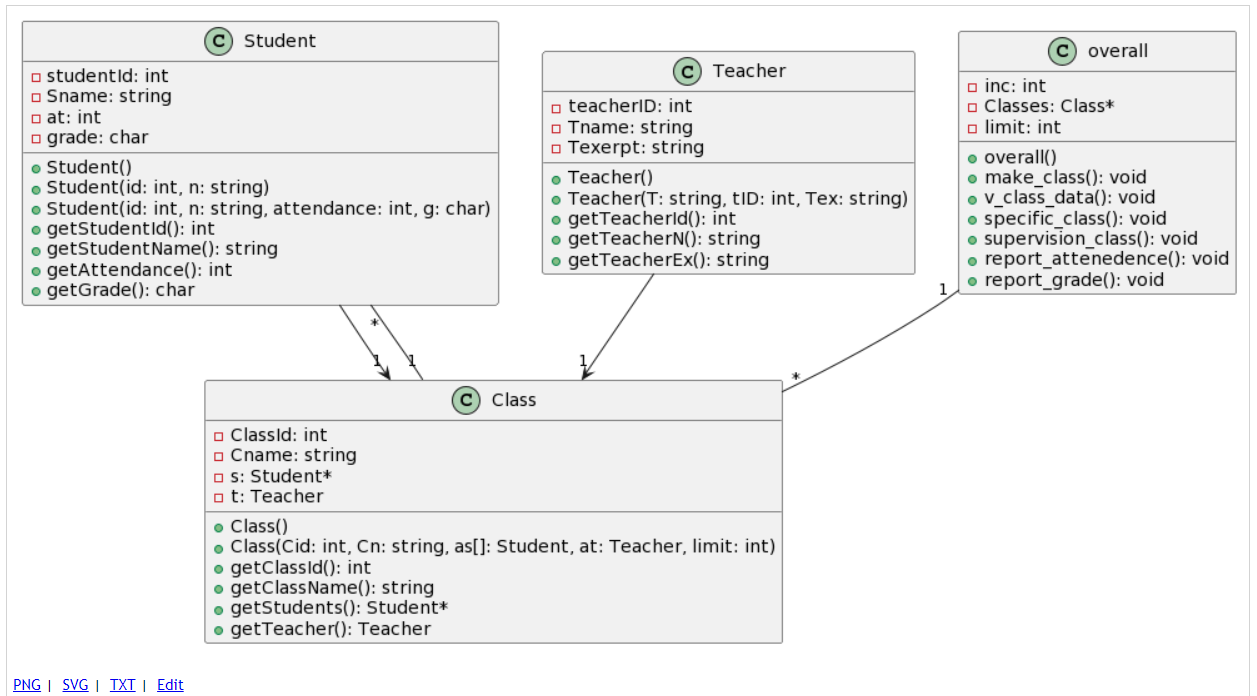 C Student
studentId: int
Sname: string
at: int
grade: char
Student()
Student(id: int, n: string)
Student(id: int, n: string, attendance: int, g: char)
getStudentId(): int
getStudentName(): string
getAttendance(): int
getGrade(): char
C Teacher
teacherID: int
Tname: string
Texerpt: string
Teacher()
Teacher(T: string, tID: int, Tex: string)
getTeacherId(): int
getTeacherN(): string
getTeacherEx(): string
C overall
inc: int
Classes: Class*
limit: int
overall()
make_class(): void
v_class_data(): void
specific_class(): void
supervision_class(): void
report_attenedence(): void
report_grade(): void
*
1
1
1
1
*
C Class
ClassId: int
Cname: string
s: Student*
t: Teacher
Class()
Class(Cid: int, Cn: string, as[]: Student, at: Teacher, limit: int)
getClassId(): int
getClassName(): string
getStudents(): Student*
getTeacher(): Teacher
PNG | SVG | TXT | Edit